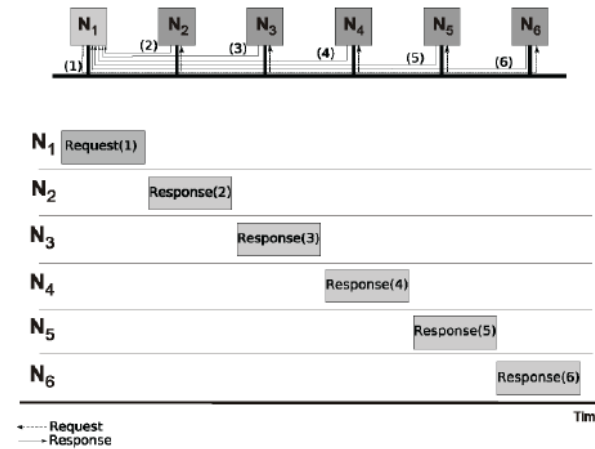 N1 N2 N3 N4 N5 N6
(1) (2) (3) (4) (5) (6)
N1 Request(1)
N2 Response(2)
N3 Response(3)
N4 Response(4)
N5 Response(5)
N6 Response(6)
Tim
Request
Response